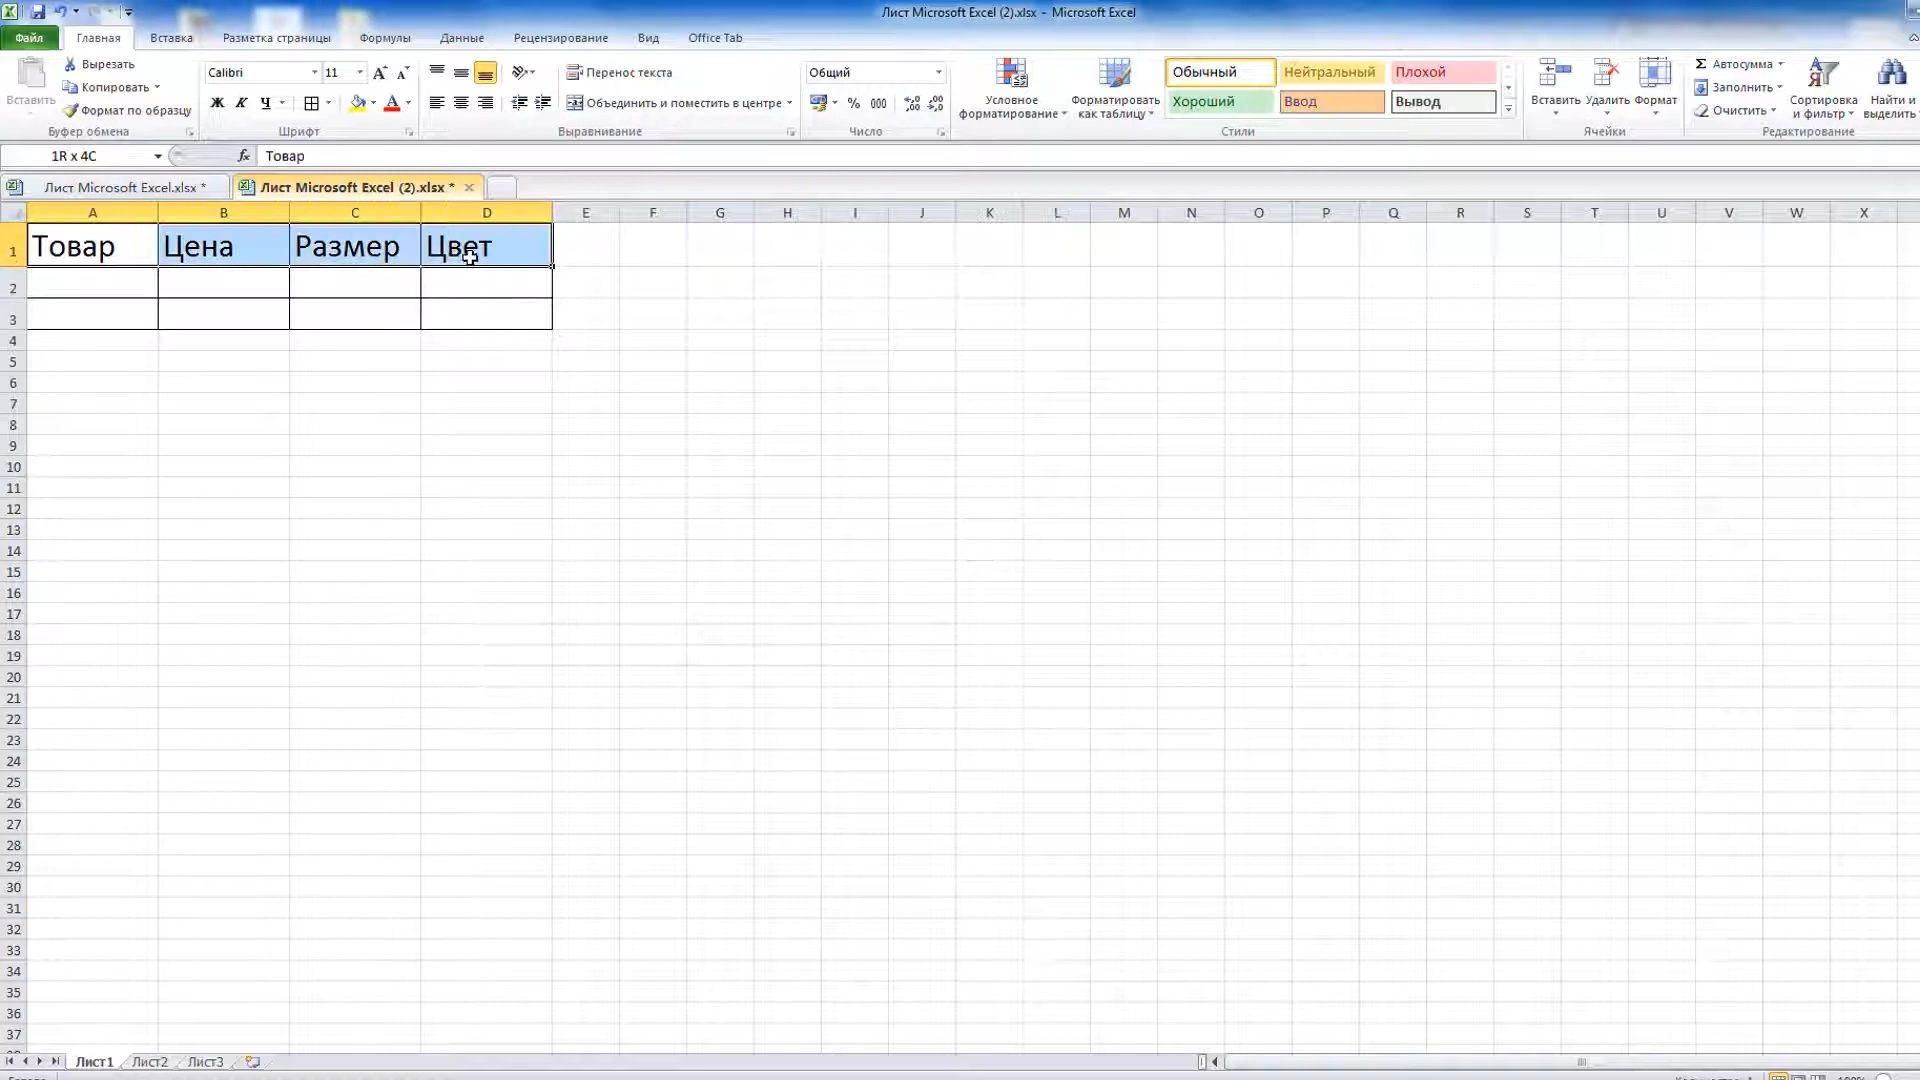 Лист Microsoft Excel (2).xlsx - Microsoft Excel
Файл Главная Вставка Разметка страницы Формулы Данные Рецензирование Вид Office Tab
Вставить
Вырезать
Копировать
Формат по образцу
Буфер обмена
Calibri 11
Ж К Ч
Шрифт
Перенос текста
Объединить и поместить в центре
Выравнивание
Общий
% 000
Число
Условное форматирование
Форматировать как таблицу
Обычный Нейтральный Плохой
Хороший Ввод Вывод
Стили
Вставить Удалить Формат
Ячейки
Σ Автосумма
Заполнить
Очистить
Сортировка и фильтр
Найти и выделить
Редактирование
1R x 4C fx Товар
Лист Microsoft Excel.xlsx * Лист Microsoft Excel (2).xlsx *
A B C D E F G H I J K L M N O P Q R S T U V W X
1 Товар Цена Размер Цвет
2
3
4
5
6
7
8
9
10
11
12
13
14
15
16
17
18
19
20
21
22
23
24
25
26
27
28
29
30
31
32
33
34
35
36
37
Лист1 Лист2 Лист3